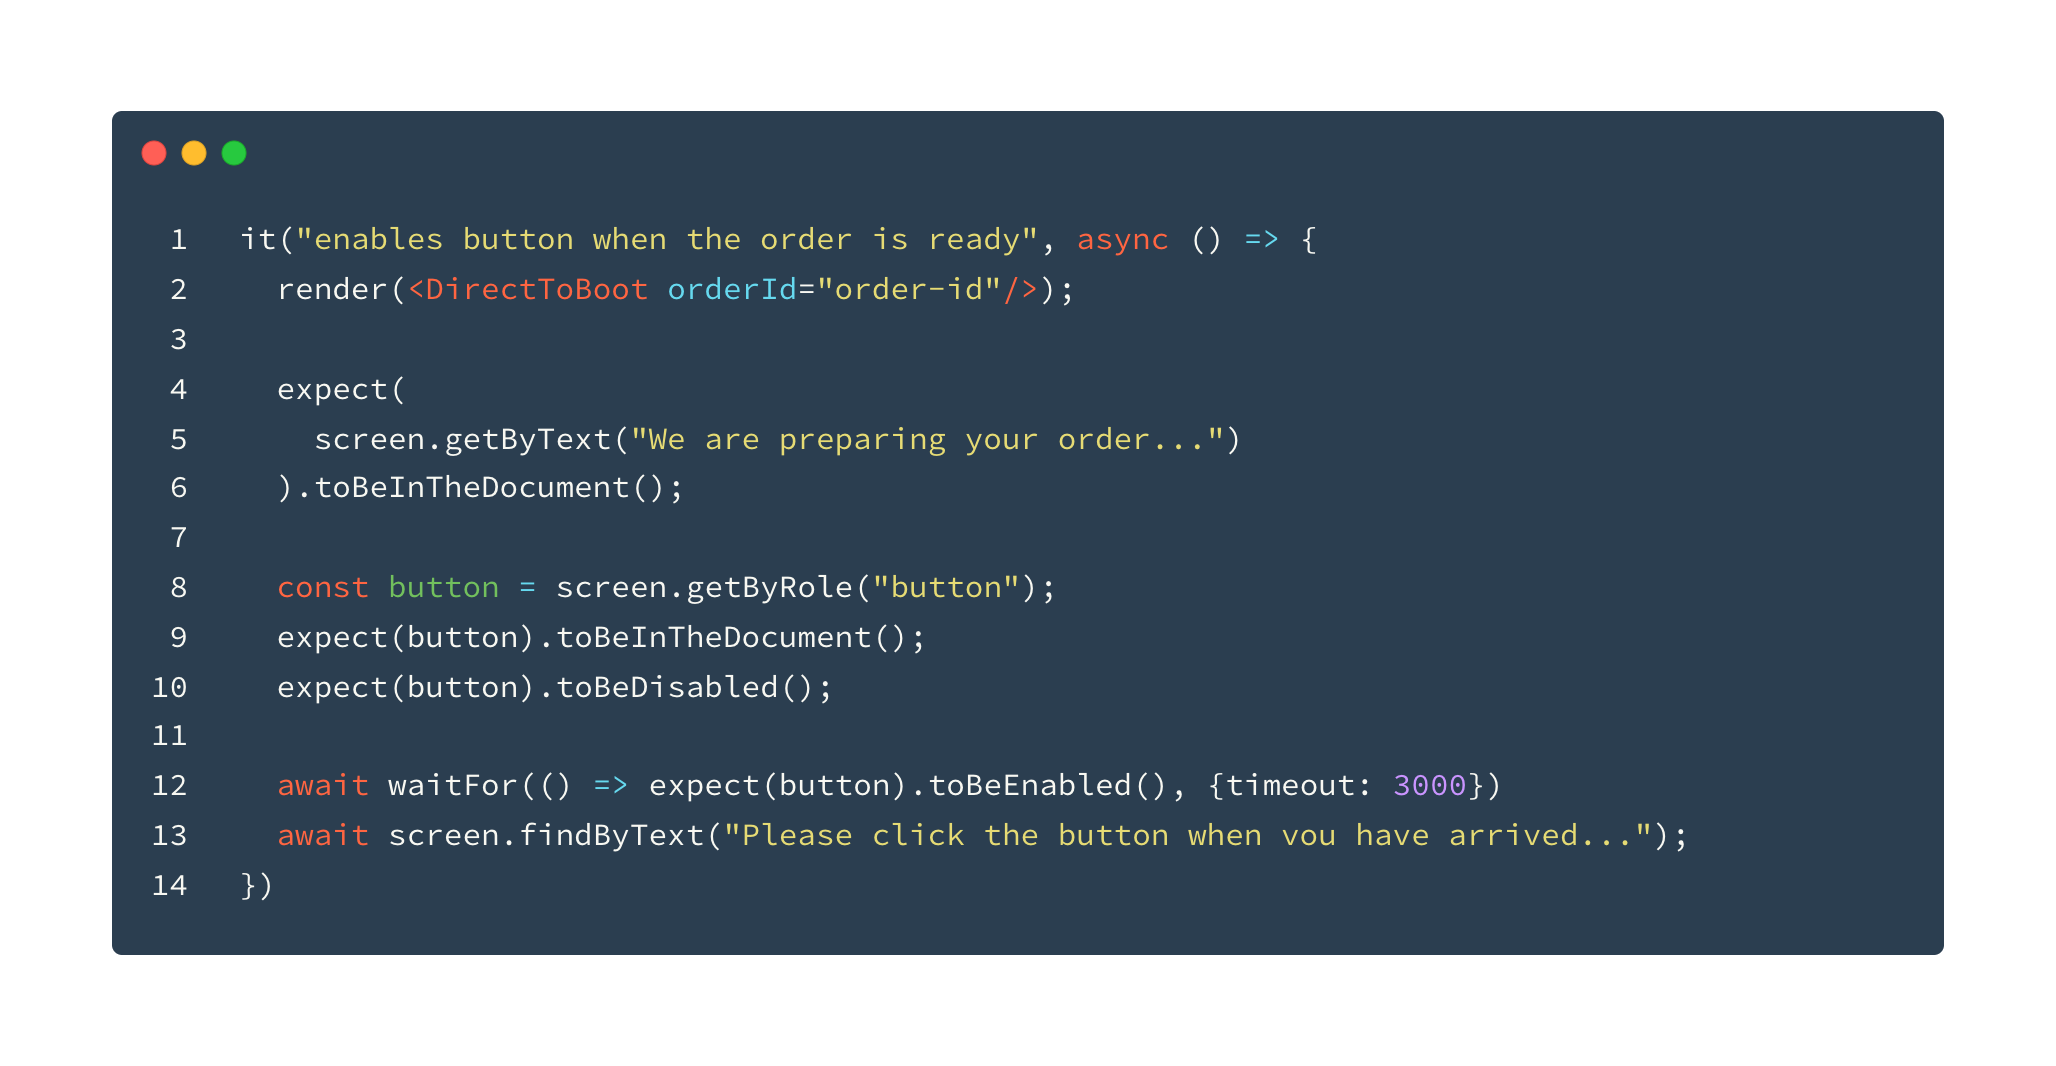 1 it("enables button when the order is ready", async () => {
2 render(<DirectToBoot orderId="order-id"/>);
3
4 expect(
5 screen.getByText("We are preparing your order...")
6 ).toBeInTheDocument();
7
8 const button = screen.getByRole("button");
9 expect(button).toBeInTheDocument();
10 expect(button).toBeDisabled();
11
12 await waitFor(() => expect(button).toBeEnabled(), {timeout: 3000})
13 await screen.findByText("Please click the button when vou have arrived...");
14 })